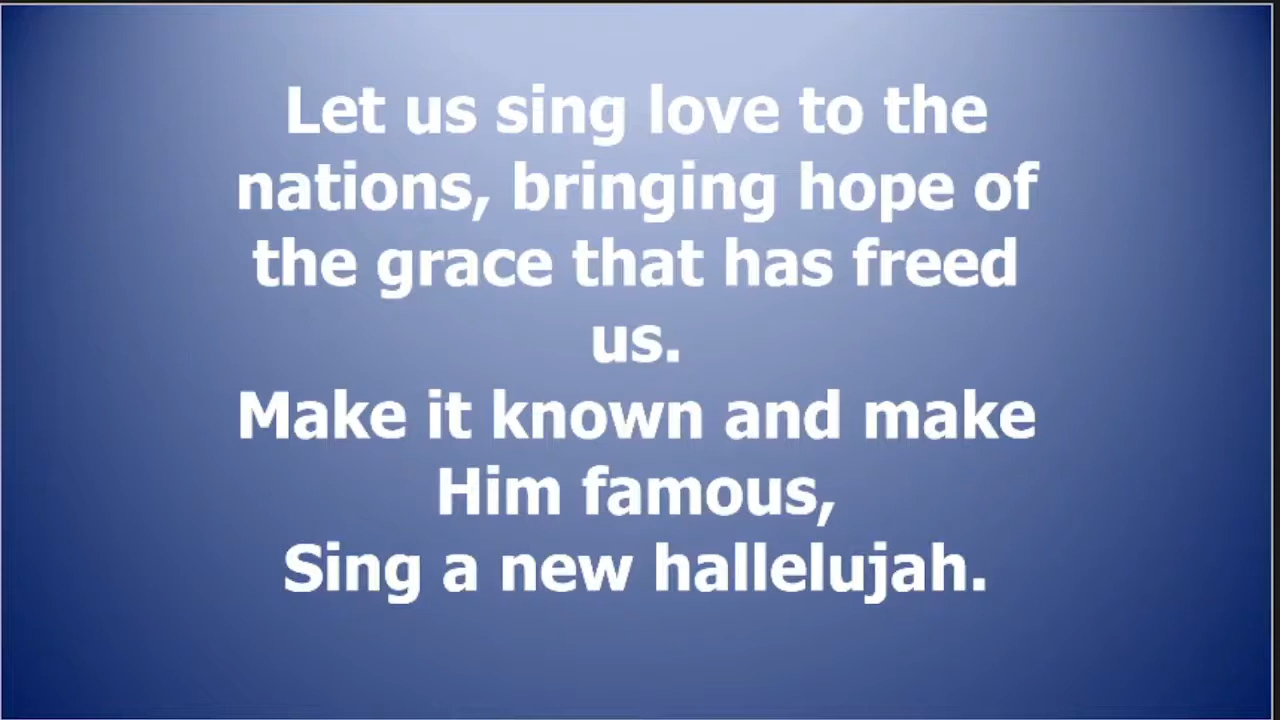 Let us sing love to the
nations, bringing hope of
the grace that has freed
us.
Make it known and make
Him famous,
Sing a new hallelujah.